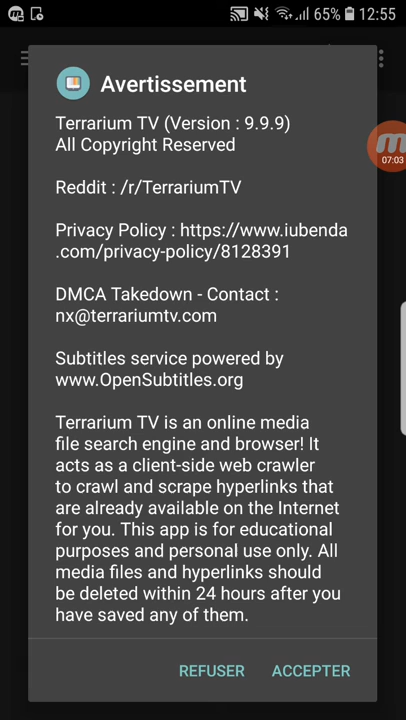 65% 12:55
Avertissement
Terrarium TV (Version : 9.9.9)
All Copyright Reserved
Reddit : /r/TerrariumTV
Privacy Policy : https://www.iubenda
.com/privacy-policy/8128391
DMCA Takedown - Contact :
nx@terrariumtv.com
Subtitles service powered by
www.OpenSubtitles.org
Terrarium TV is an online media
file search engine and browser! It
acts as a client-side web crawler
to crawl and scrape hyperlinks that
are already available on the Internet
for you. This app is for educational
purposes and personal use only. All
media files and hyperlinks should
be deleted within 24 hours after you
have saved any of them.
REFUSER ACCEPTER
07:03